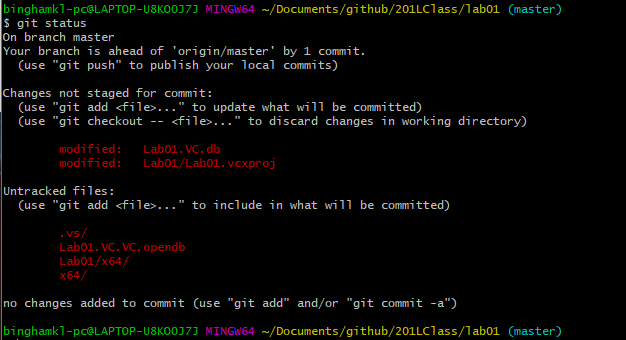 binghamkl-pc@LAPTOP-U8KOOJ7J MINGW64 ~/Documents/github/201LClass/lab01 (master)
$ git status
On branch master
Your branch is ahead of 'origin/master' by 1 commit.
  (use "git push" to publish your local commits)

Changes not staged for commit:
  (use "git add <file>..." to update what will be committed)
  (use "git checkout -- <file>..." to discard changes in working directory)

        modified:   Lab01.VC.db
        modified:   Lab01/Lab01.vcxproj

Untracked files:
  (use "git add <file>..." to include in what will be committed)

        .vs/
        Lab01.VC.VC.opendb
        Lab01/x64/
        x64/

no changes added to commit (use "git add" and/or "git commit -a")

binghamkl-pc@LAPTOP-U8KOOJ7J MINGW64 ~/Documents/github/201LClass/lab01 (master)